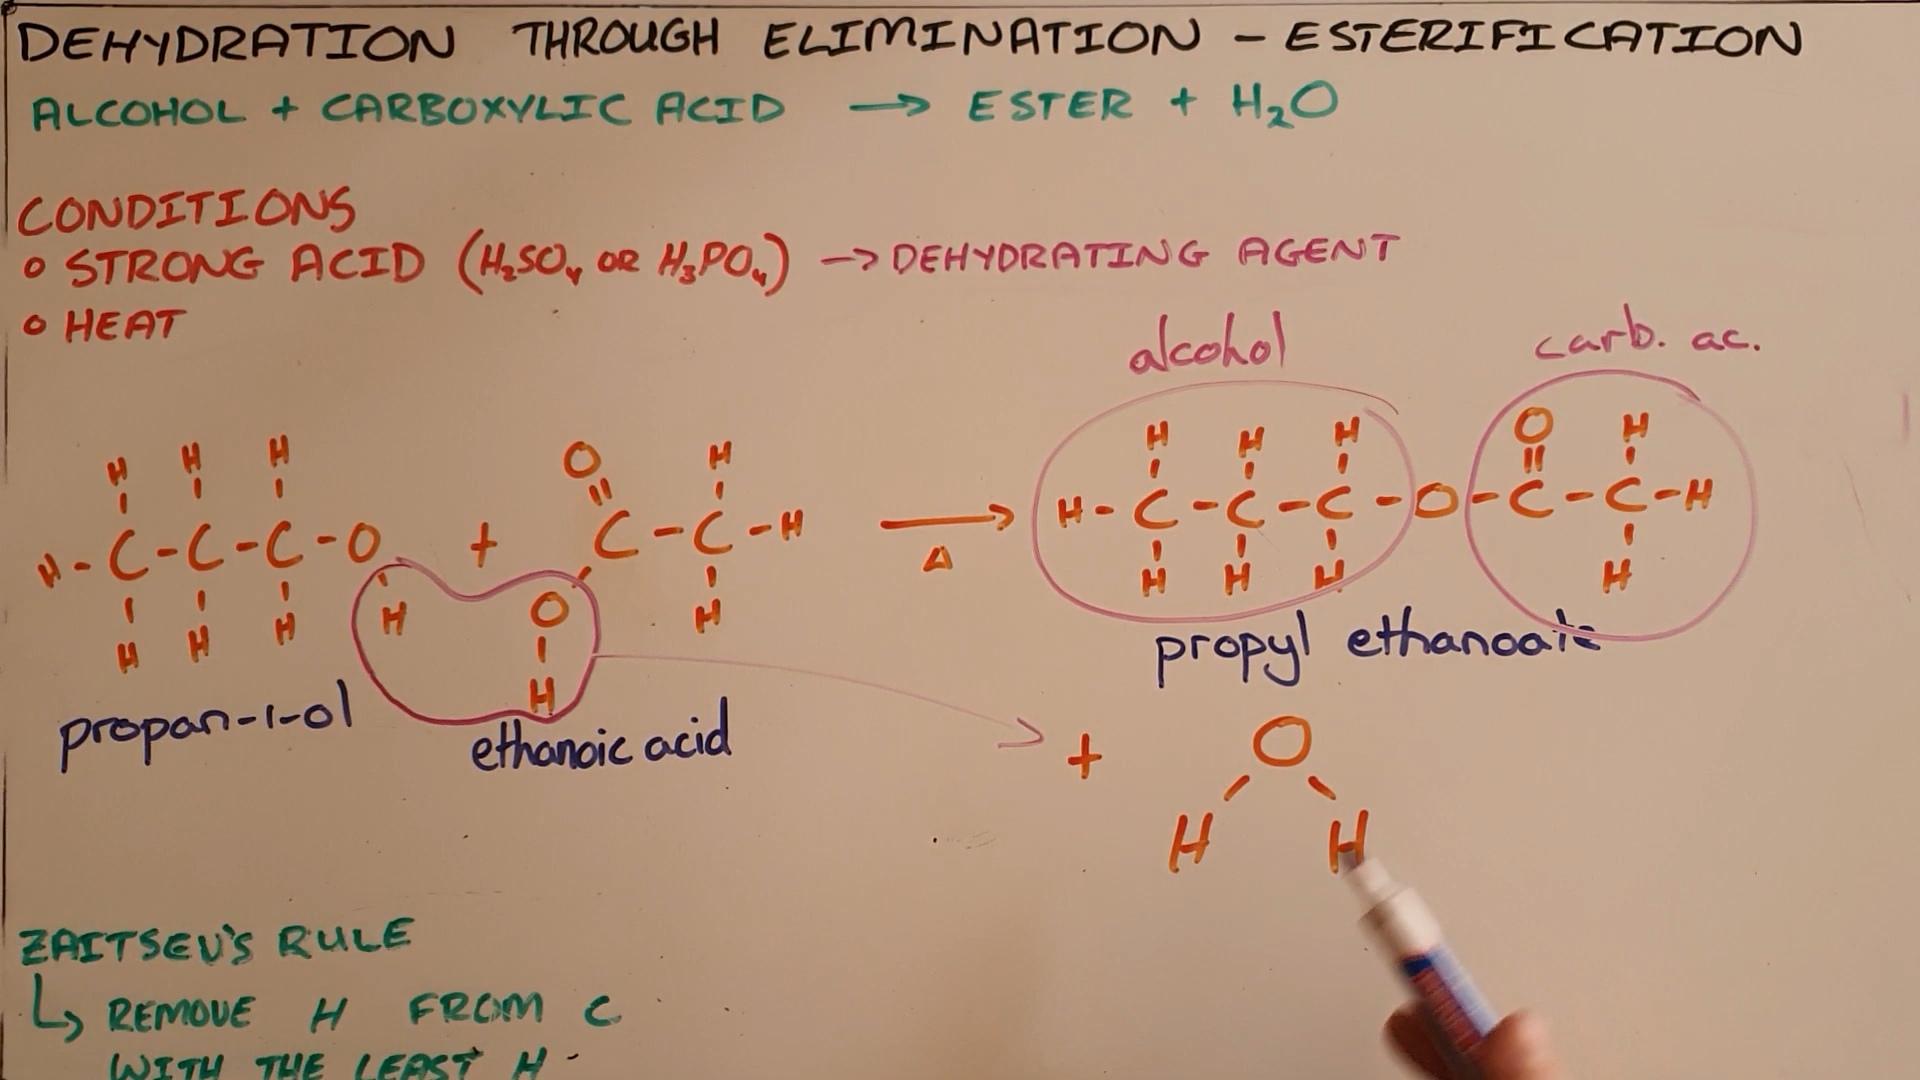 DEHYDRATION THROUGH ELIMINATION - ESTERIFICATION
ALCOHOL + CARBOXYLIC ACID → ESTER + H₂O
CONDITIONS
o STRONG ACID (H₂SO₄ OR H₃PO₄) → DEHYDRATING AGENT
o HEAT
alcohol carb. ac.
H H H O H H H H O H
H-C-C-C-O + C-C-H → H-C-C-C-O-C-C-H
Δ
H H H H O H H H H H
H
propan-1-ol
ethanoic acid
propyl ethanoate
+ O
H H
ZAITSEV'S RULE
↳ REMOVE H FROM C
WITH THE LEAST H